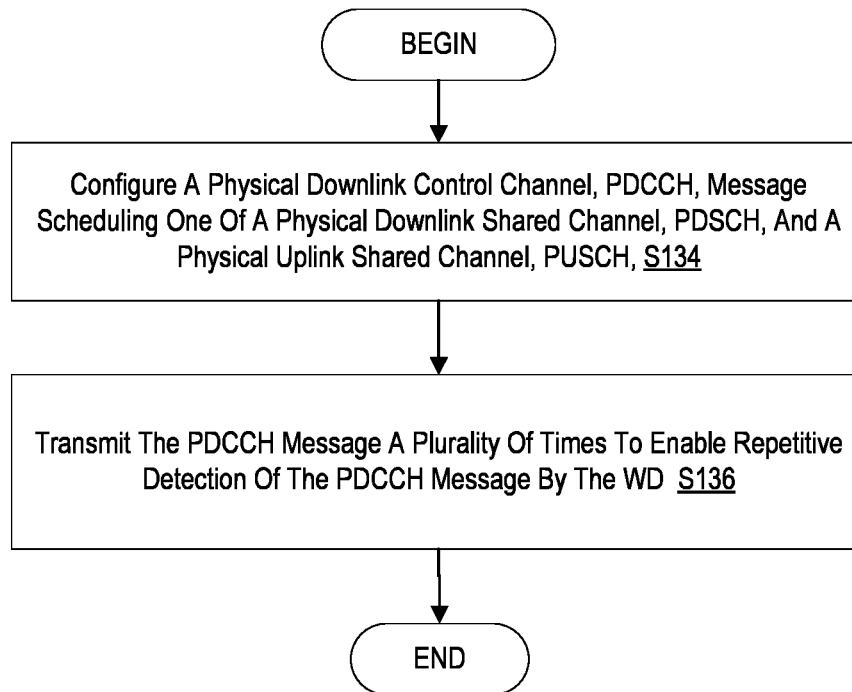 BEGIN
Configure A Physical Downlink Control Channel, PDCCH, Message
Scheduling One Of A Physical Downlink Shared Channel, PDSCH, And A
Physical Uplink Shared Channel, PUSCH, S134
Transmit The PDCCH Message A Plurality Of Times To Enable Repetitive
Detection Of The PDCCH Message By The WD S136
END